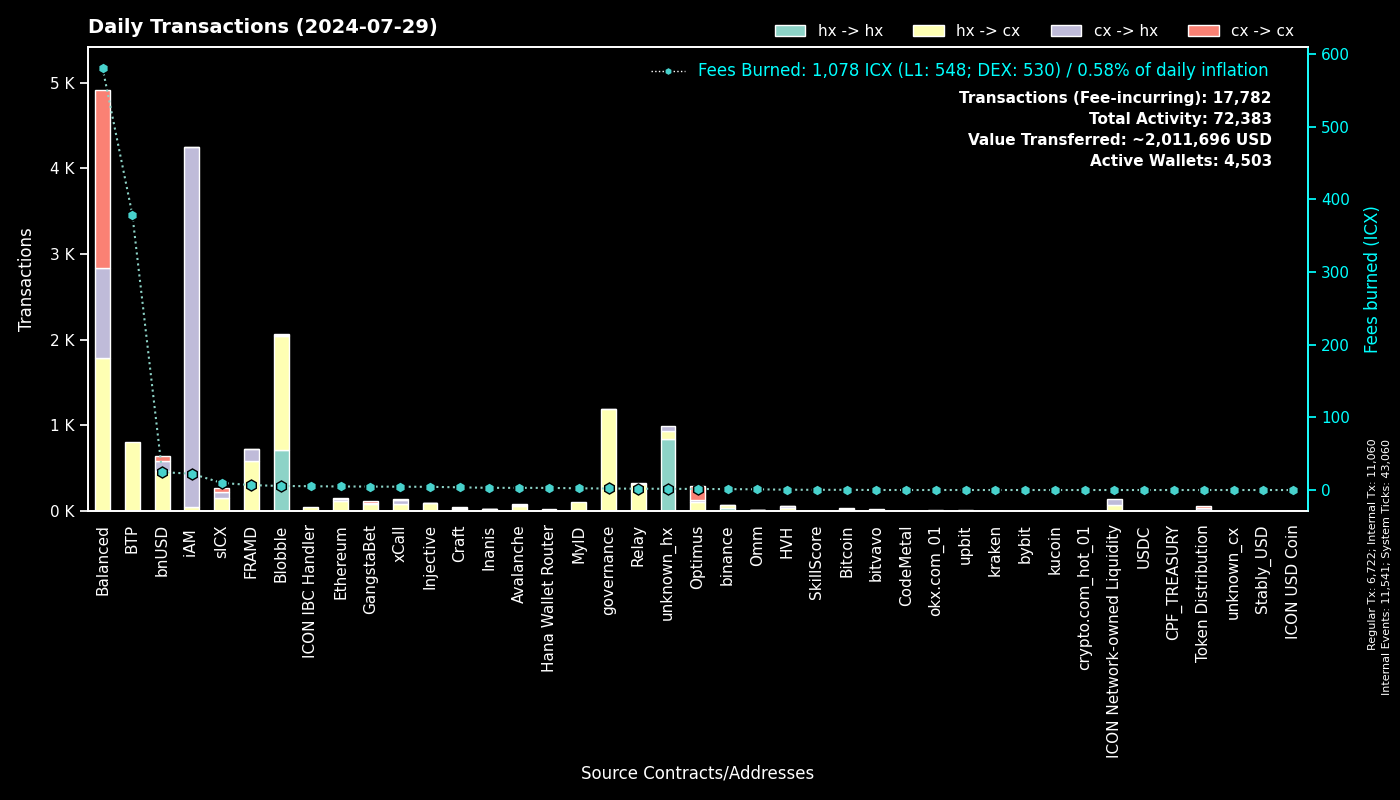 Daily Transactions (2024-07-29)
hx -> hx
hx -> cx
cx -> hx
cx -> cx
Fees Burned: 1,078 ICX (L1: 548; DEX: 530) / 0.58% of daily inflation
Transactions (Fee-incurring): 17,782
Total Activity: 72,383
Value Transferred: ~2,011,696 USD
Active Wallets: 4,503
Transactions
5 K
4 K
3 K
2 K
1 K
0 K
600
500
400
300
200
100
0
Fees burned (ICX)
Regular Tx: 6,722; Internal Tx: 11,060
Internal Events: 11,541; System Ticks: 43,060
Balanced
BTP
bnUSD
iAM
sICX
FRAMD
Blobble
ICON IBC Handler
Ethereum
GangstaBet
xCall
Injective
Craft
Inanis
Avalanche
Hana Wallet Router
MyID
governance
Relay
unknown_hx
Optimus
binance
Omm
HVH
SkillScore
Bitcoin
bitvavo
CodeMetal
okx.com_01
upbit
kraken
bybit
kucoin
crypto.com_hot_01
ICON Network-owned Liquidity
USDC
CPF_TREASURY
Token Distribution
unknown_cx
Stably_USD
ICON USD Coin
Source Contracts/Addresses